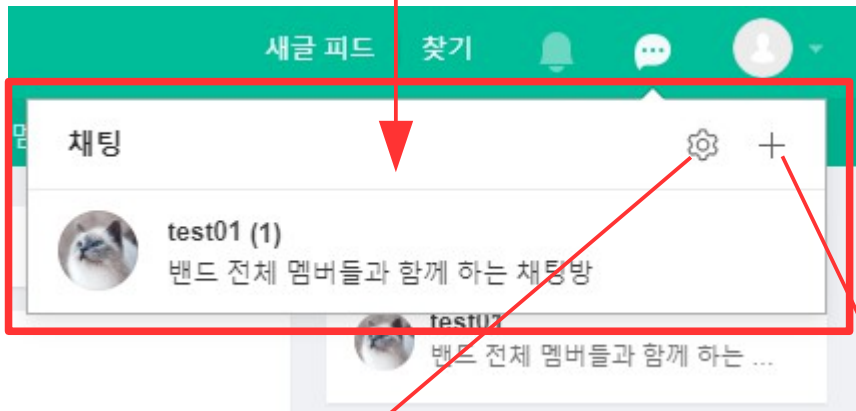 새글 피드 찾기
채팅
test01 (1)
밴드 전체 멤버들과 함께 하는 채팅방
밴드 전체 멤버들과 함께 하는 ...